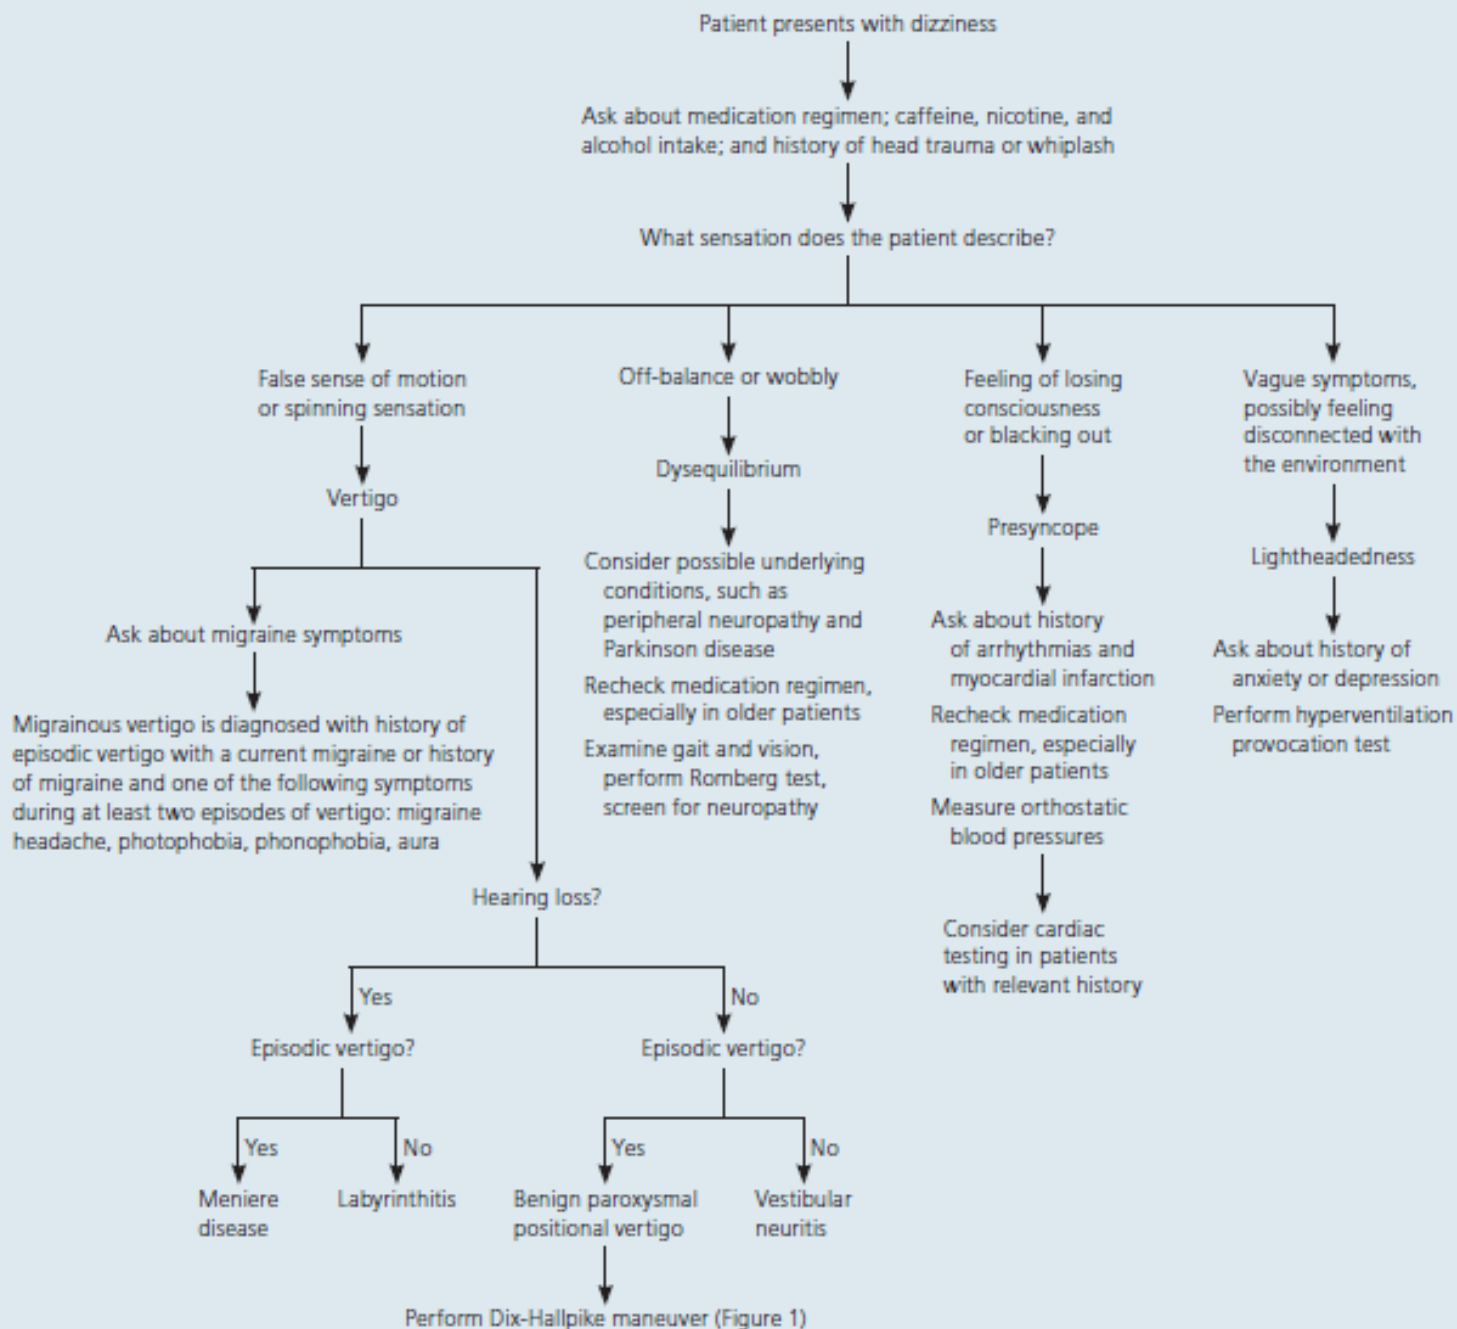 Patient presents with dizziness
Ask about medication regimen; caffeine, nicotine, and
alcohol intake; and history of head trauma or whiplash
What sensation does the patient describe?
False sense of motion
or spinning sensation
Vertigo
Ask about migraine symptoms
Migrainous vertigo is diagnosed with history of
episodic vertigo with a current migraine or history
of migraine and one of the following symptoms
during at least two episodes of vertigo: migraine
headache, photophobia, phonophobia, aura
Hearing loss?
Yes
Episodic vertigo?
Yes
Meniere
disease
No
Labyrinthitis
No
Episodic vertigo?
Yes
Benign paroxysmal
positional vertigo
Perform Dix-Hallpike maneuver (Figure 1)
No
Vestibular
neuritis
Off-balance or wobbly
Dysequilibrium
Consider possible underlying
conditions, such as
peripheral neuropathy and
Parkinson disease
Recheck medication regimen,
especially in older patients
Examine gait and vision,
perform Romberg test,
screen for neuropathy
Feeling of losing
consciousness
or blacking out
Presyncope
Ask about history
of arrhythmias and
myocardial infarction
Recheck medication
regimen, especially
in older patients
Measure orthostatic
blood pressures
Consider cardiac
testing in patients
with relevant history
Vague symptoms,
possibly feeling
disconnected with
the environment
Lightheadedness
Ask about history of
anxiety or depression
Perform hyperventilation
provocation test